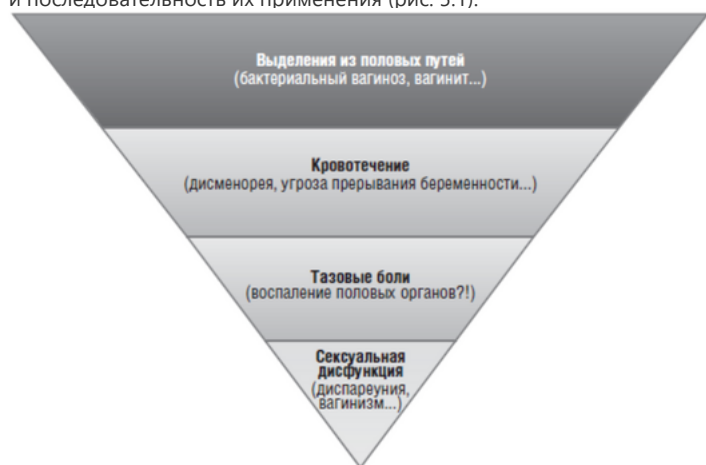 и последовательность их применения (рис. 5.1).
Выделения из половых путей
(бактериальный вагиноз, вагинит...)
Кровотечение
(дисменорея, угроза прерывания беременности...)
Тазовые боли
(воспаление половых органов?!)
Сексуальная
дисфункция
(диспареуния,
вагинизм...)